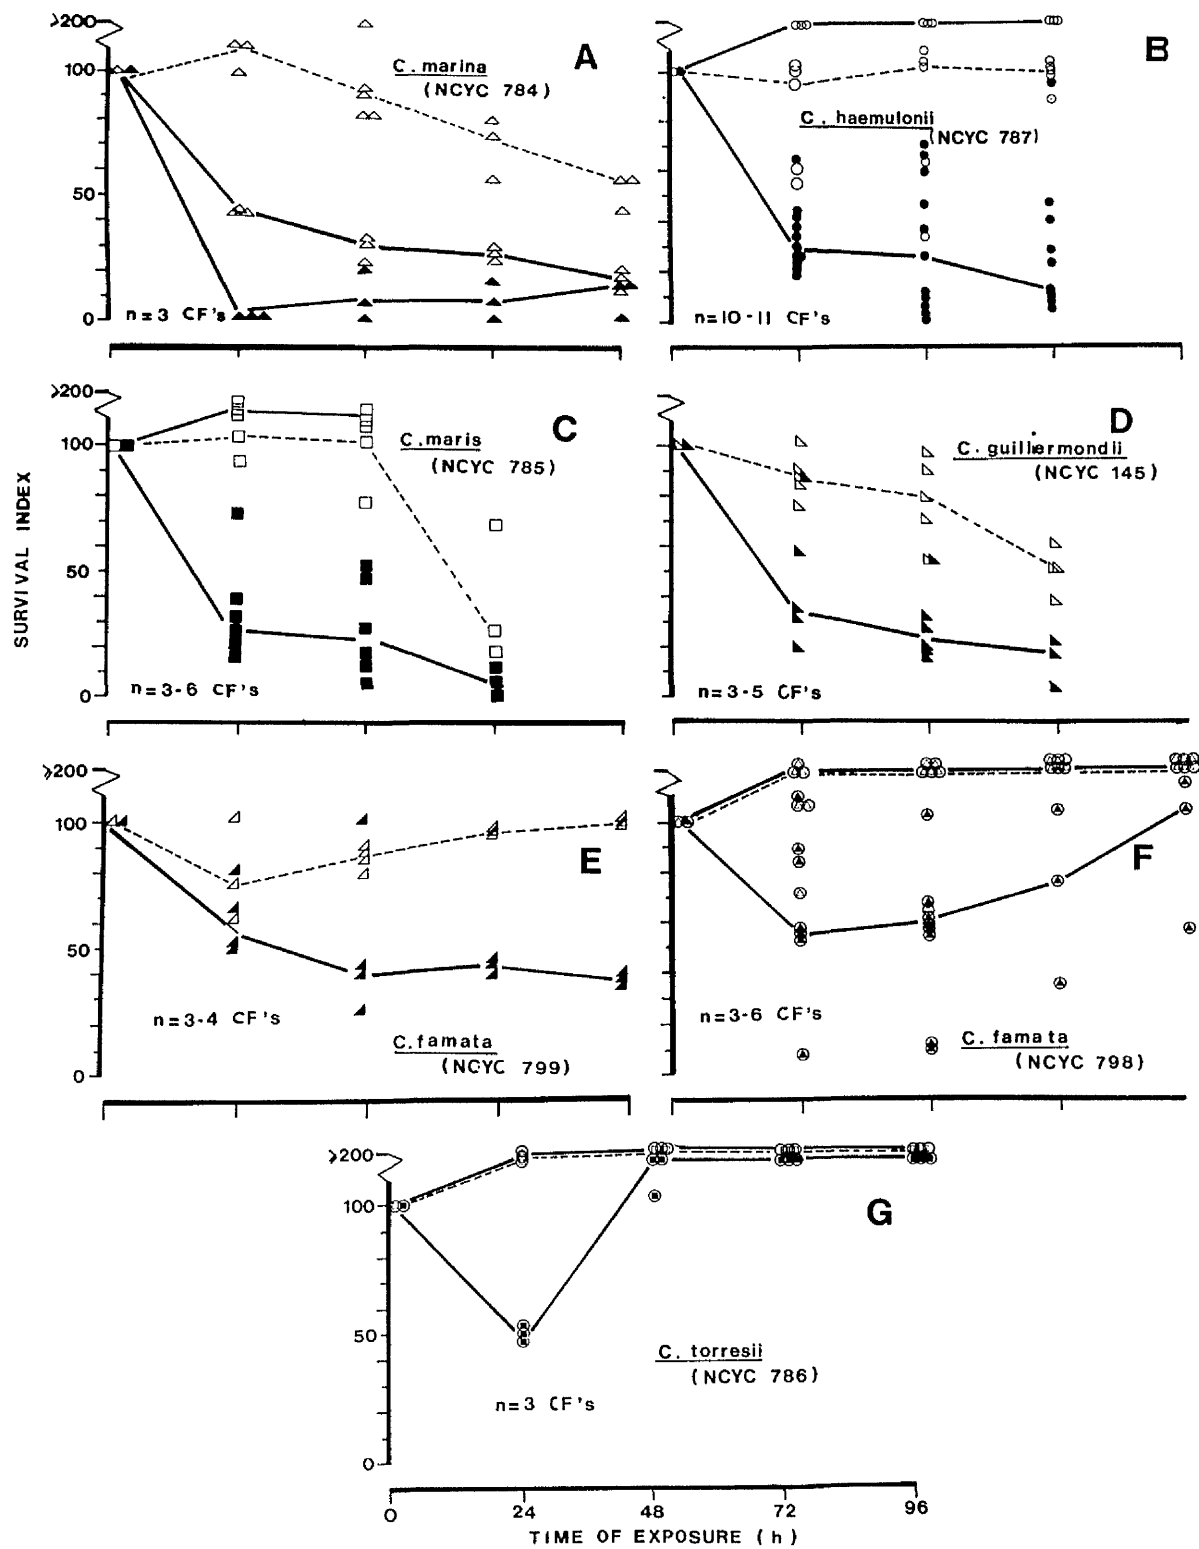 >200
100
50
0
A
C. marina
(NCYC 784)
n=3 CF's
B
C. haemulonii
(NCYC 787)
n=10-11 CF's
SURVIVAL INDEX
>200
100
50
0
C
C. maris
(NCYC 785)
n=3-6 CF's
D
C. guilliermondii
(NCYC 145)
n=3-5 CF's
>200
100
50
0
E
n=3-4 CF's
C. famata
(NCYC 799)
F
n=3-6 CF's
C. famata
(NCYC 798)
>200
100
50
0
G
C. torresii
(NCYC 786)
n=3 CF's
0 24 48 72 96
TIME OF EXPOSURE (h)